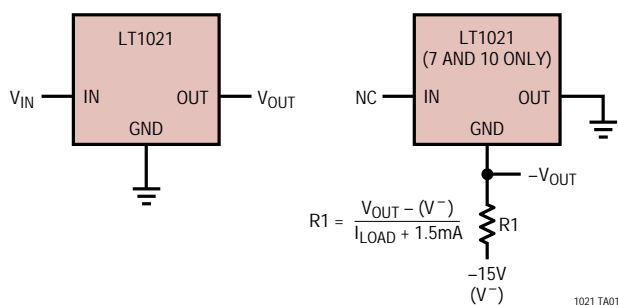 LT1021
V_IN
IN
OUT
V_OUT
GND
LT1021
(7 AND 10 ONLY)
NC
IN
OUT
GND
–V_OUT
R1 = V_OUT – (V⁻) / I_LOAD + 1.5mA
R1
–15V
(V⁻)
1021 TA01